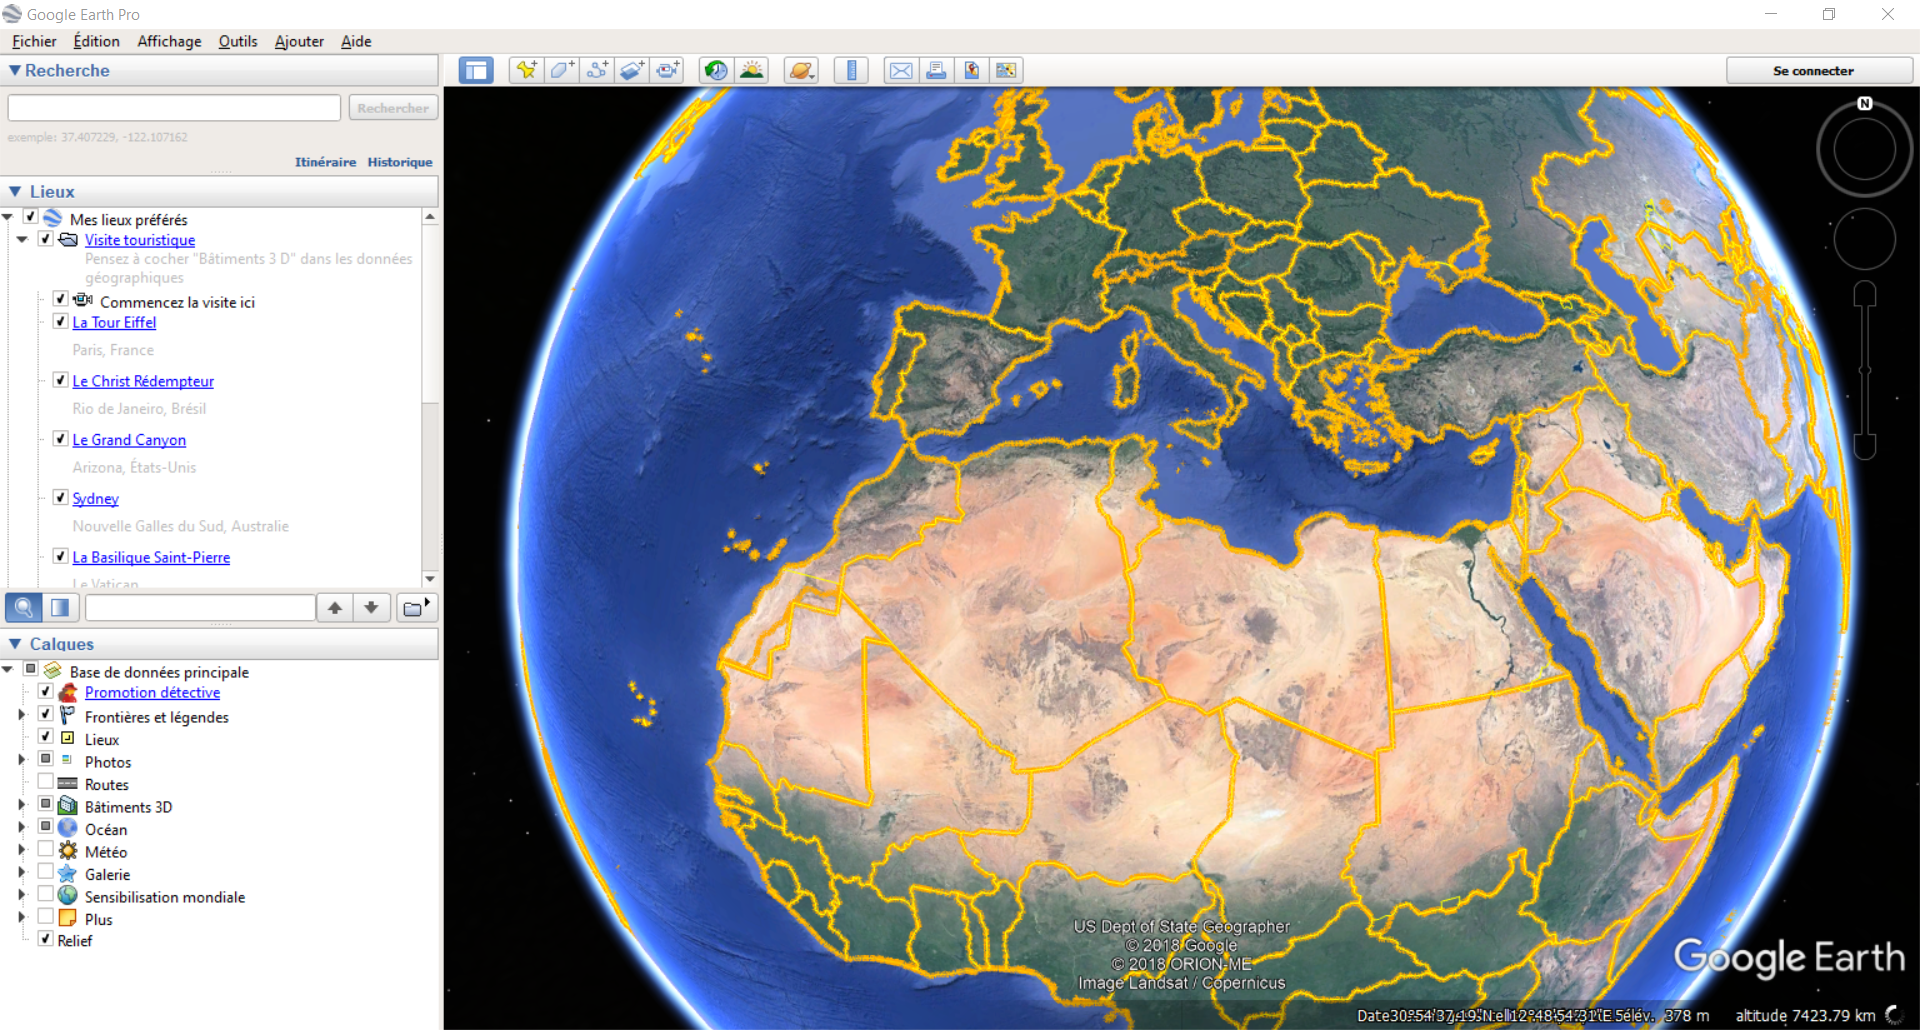 Google Earth Pro
Fichier Édition Affichage Outils Ajouter Aide
Recherche
Se connecter
Rechercher
exemple: 37.407229, -122.107162
Itinéraire Historique
Lieux
Mes lieux préférés
Visite touristique
Pensez à cocher "Bâtiments 3 D" dans les données
géographiques
Commencez la visite ici
La Tour Eiffel
Paris, France
Le Christ Rédempteur
Rio de Janeiro, Brésil
Le Grand Canyon
Arizona, États-Unis
Sydney
Nouvelle Galles du Sud, Australie
La Basilique Saint-Pierre
Le Vatican
Calques
Base de données principale
Promotion détective
Frontières et légendes
Lieux
Photos
Routes
Bâtiments 3D
Océan
Météo
Galerie
Sensibilisation mondiale
Plus
Relief
N
US Dept of State Geographer
© 2018 Google
© 2018 ORION-ME
Image Landsat / Copernicus
Google Earth
élév. 378 m altitude 7423.79 km